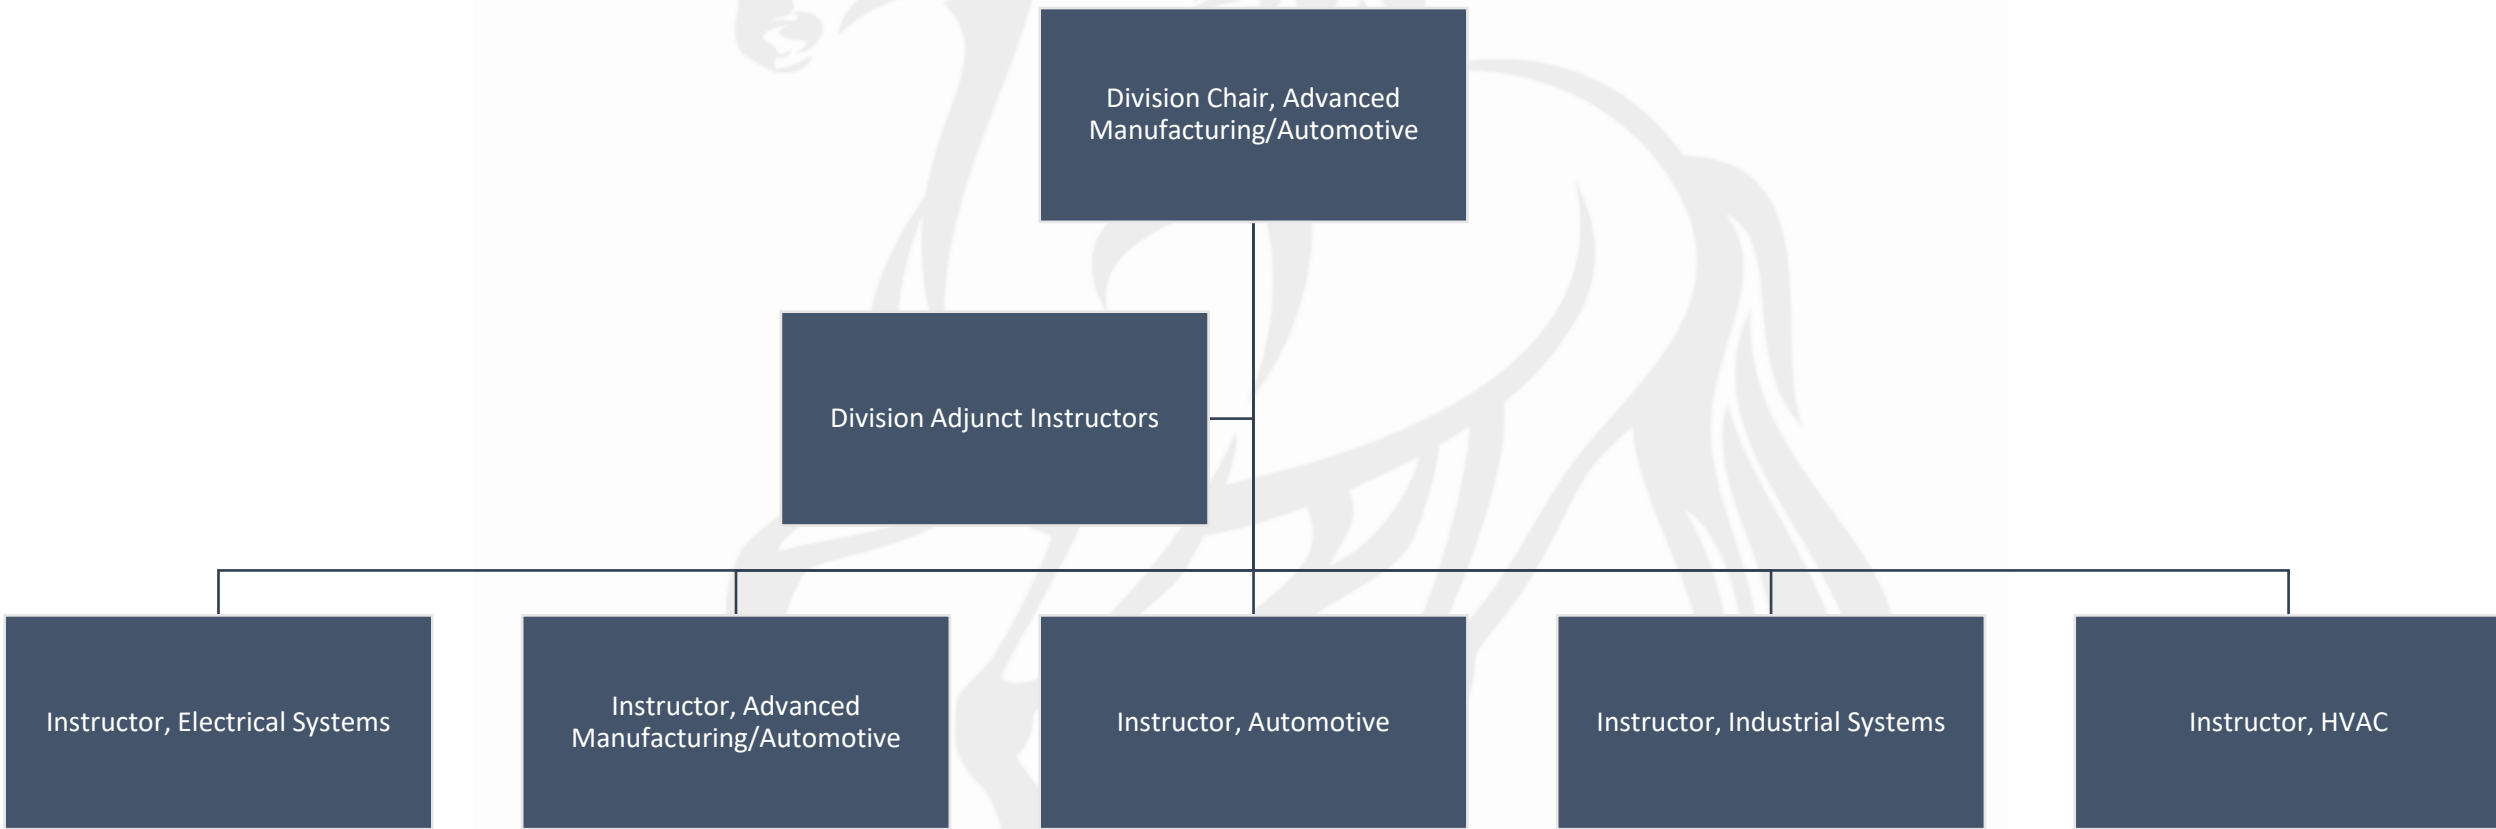 Division Chair, Advanced
Manufacturing/Automotive
Division Adjunct Instructors
Instructor, Electrical Systems
Instructor, Advanced
Manufacturing/Automotive
Instructor, Automotive
Instructor, Industrial Systems
Instructor, HVAC